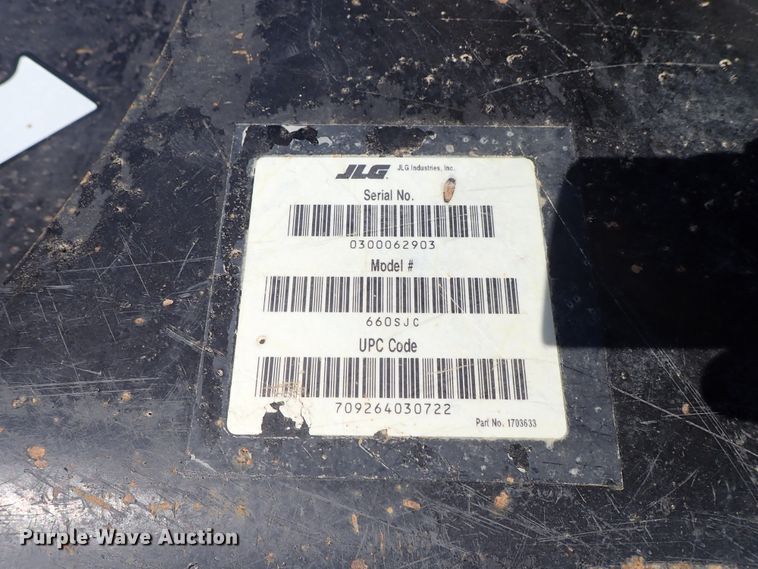 JLG JLG Industries, Inc.
Serial No.
0300062903
Model #
660SJC
UPC Code
709264030722
Part No. 1703633
Purple Wave Auction